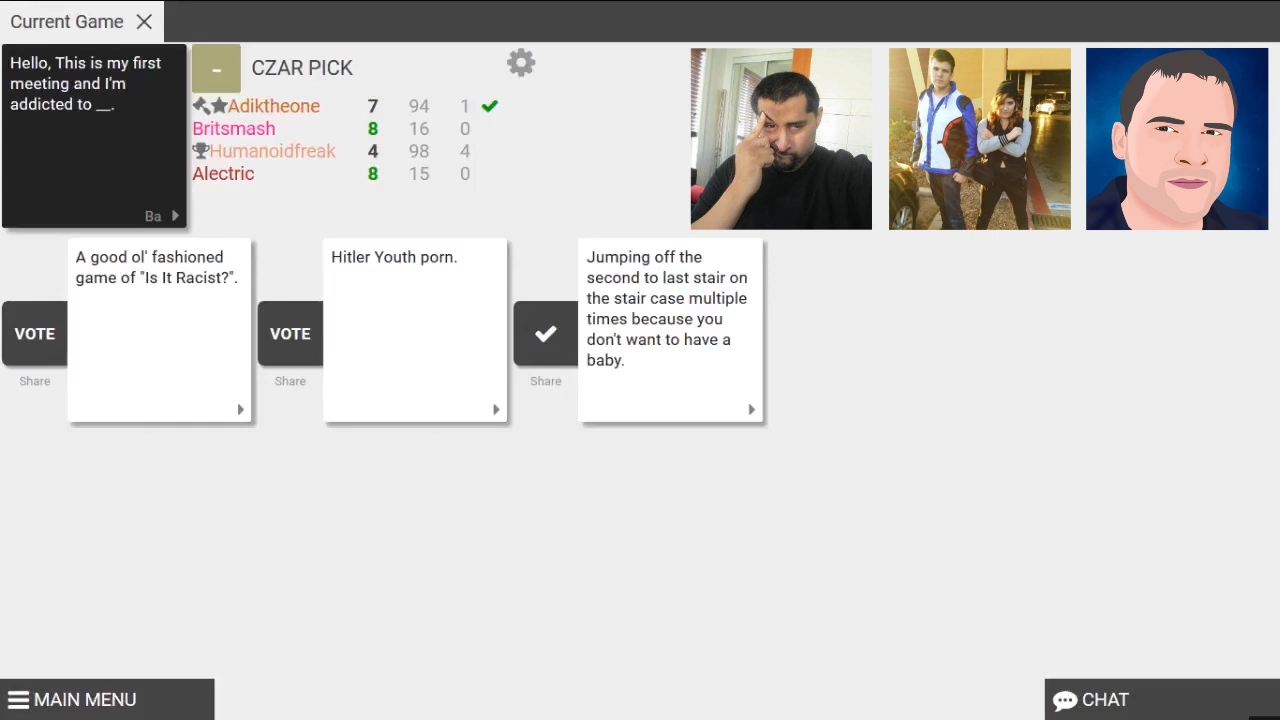 Current Game
Hello, This is my first
meeting and I'm
addicted to __.
Ba
-
CZAR PICK
Adiktheone 7 94 1
Britsmash 8 16 0
Humanoidfreak 4 98 4
Alectric 8 15 0
VOTE
Share
A good ol' fashioned
game of "Is It Racist?".
VOTE
Share
Hitler Youth porn.
Share
Jumping off the
second to last stair on
the stair case multiple
times because you
don't want to have a
baby.
MAIN MENU
CHAT